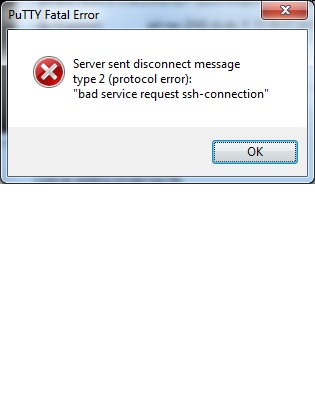 PuTTY Fatal Error
Server sent disconnect message
type 2 (protocol error):
"bad service request ssh-connection"
OK